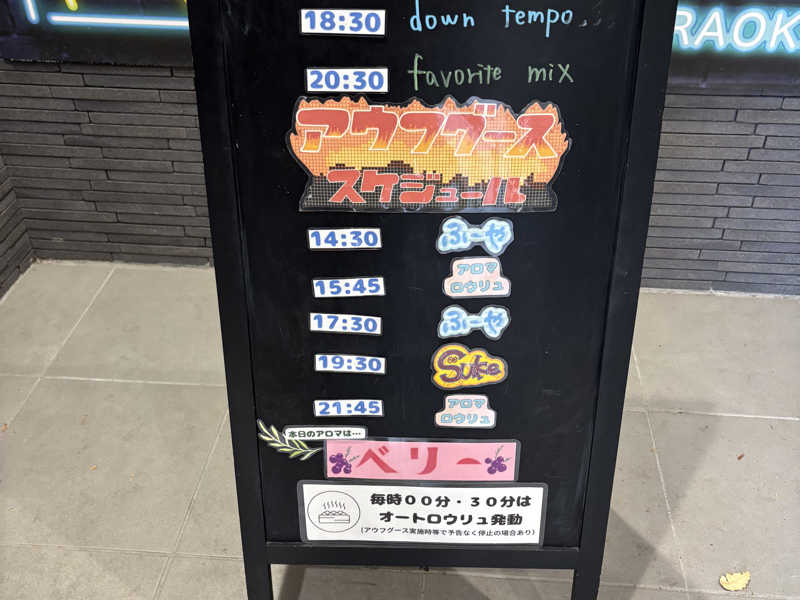 18:30 down tempo
20:30 favorite mix
アウフグース
スケジュール
14:30 ふーや
15:45 アロマ
ロウリュ
17:30 ふーや
19:30 Suke
21:45 アロマ
ロウリュ
本日のアロマは…
ベリー
毎時00分・30分は
オートロウリュ発動
(アウフグース実施時等で予告なく停止の場合あり)